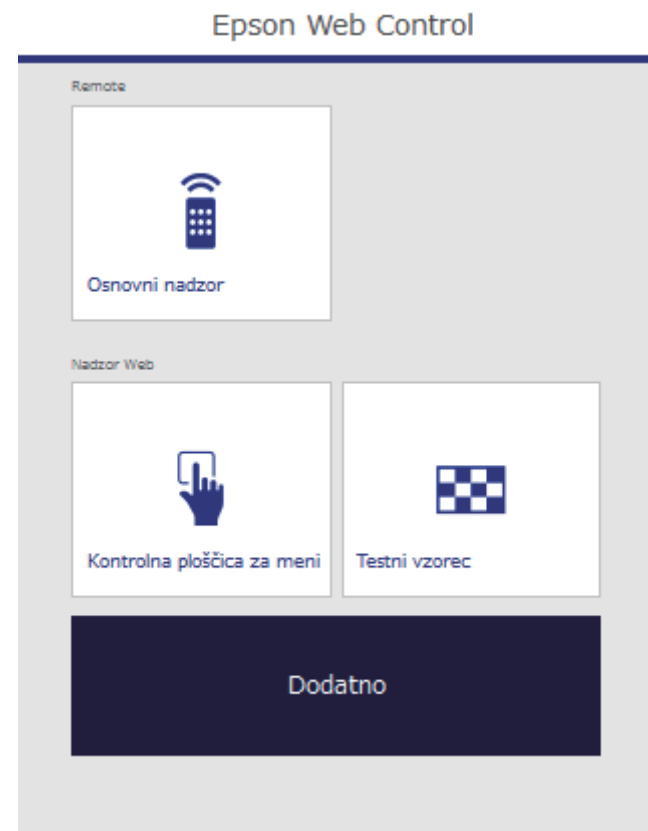 Epson Web Control
Remote
Osnovni nadzor
Nadzor Web
Kontrolna ploščica za meni
Testni vzorec
Dodatno